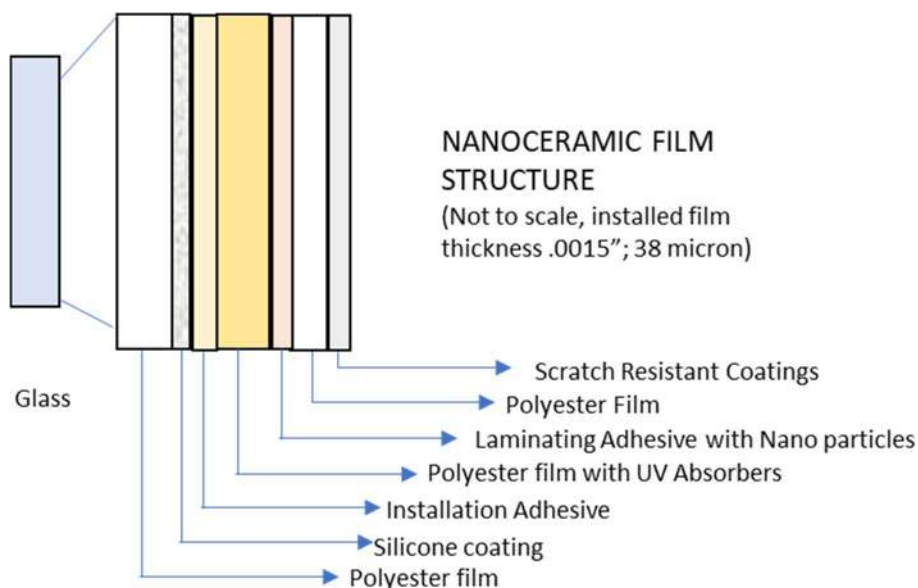 NANOCERAMIC FILM
STRUCTURE
(Not to scale, installed film
thickness .0015”; 38 micron)
Scratch Resistant Coatings
Glass
Polyester Film
Laminating Adhesive with Nano particles
Polyester film with UV Absorbers
Installation Adhesive
Silicone coating
Polyester film